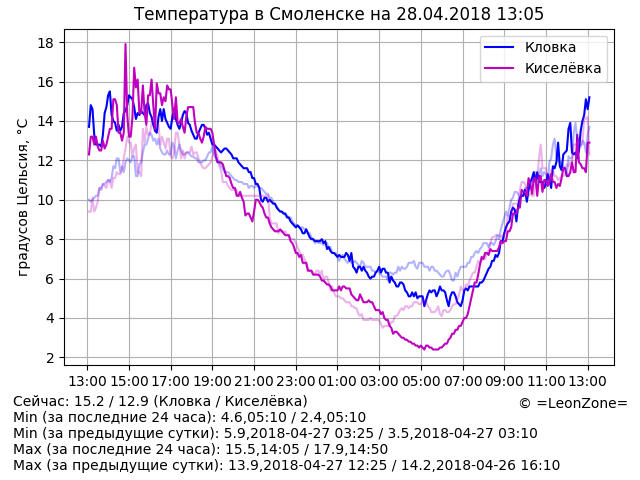 Температура в Смоленске на 28.04.2018 13:05
Кловка
Киселёвка
градусов Цельсия, °C
18
16
14
12
10
8
6
4
2
13:00 15:00 17:00 19:00 21:00 23:00 01:00 03:00 05:00 07:00 09:00 11:00 13:00
Сейчас: 15.2 / 12.9 (Кловка / Киселёвка)
© =LeonZone=
Min (за последние 24 часа): 4.6,05:10 / 2.4,05:10
Min (за предыдущие сутки): 5.9,2018-04-27 03:25 / 3.5,2018-04-27 03:10
Max (за последние 24 часа): 15.5,14:05 / 17.9,14:50
Max (за предыдущие сутки): 13.9,2018-04-27 12:25 / 14.2,2018-04-26 16:10